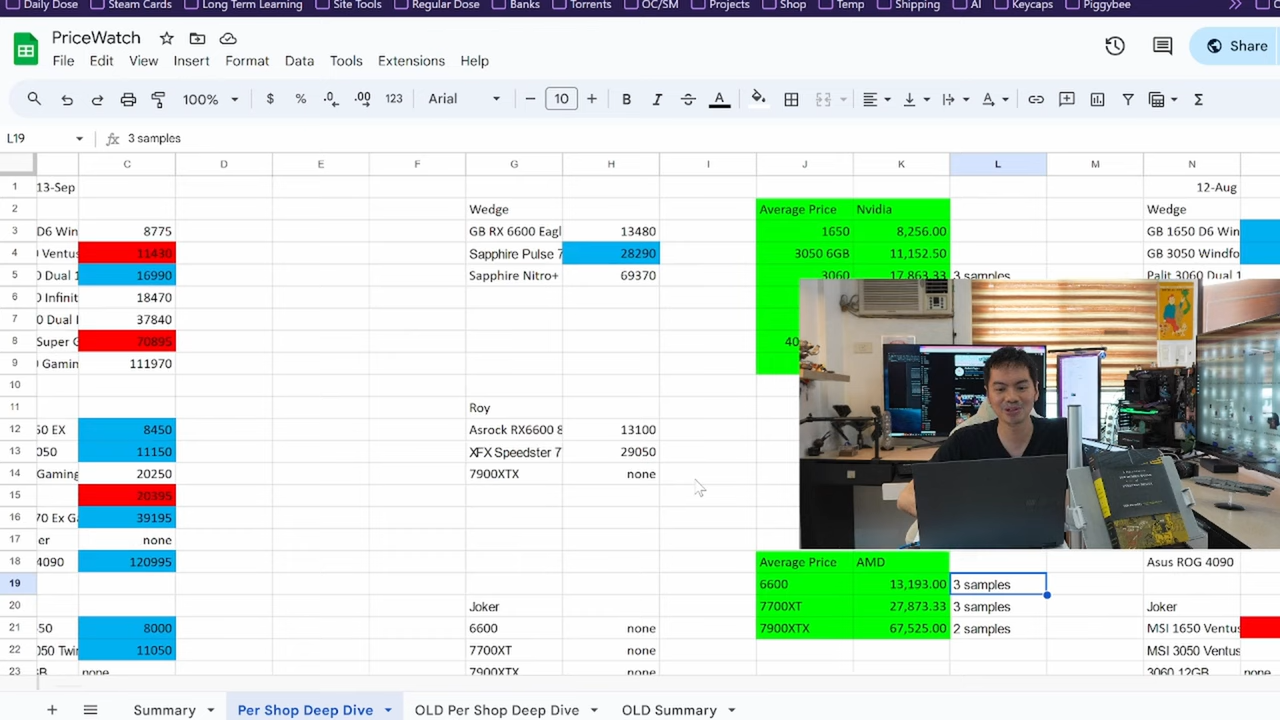 Daily Dose Steam Cards Long Term Learning Site Tools Regular Dose Banks Torrents OC/SM Projects Shop Temp Shipping AI Keycaps Piggybee
PriceWatch
File Edit View Insert Format Data Tools Extensions Help
Share
100% $ % .0 .00 123 Arial 10 B I A A
L19 fx 3 samples
C D E F G H I J K L M N
1 13-Sep 12-Aug
2 Wedge Average Price Nvidia Wedge
3 D6 Win 8775 GB RX 6600 Eagl 13480 1650 8,256.00 GB 1650 D6 Win
4 Ventus 11430 Sapphire Pulse 7 28290 3050 6GB 11,152.50 GB 3050 Windfo
5 Dual 1 16990 Sapphire Nitro+ 69370 3060 17,863.33 3 samples Palit 3060 Dual 1
6 0 Infinit 18470
7 0 Dual 37840
8 Super G 70895 40
9 0 Gaming 111970
10
11 Roy
12 50 EX 8450 Asrock RX6600 8 13100
13 050 11150 XFX Speedster 7 29050
14 Gaming 20250 7900XTX none
15 20395
16 70 Ex G 39195
17 er none
18 4090 120995 Average Price AMD Asus ROG 4090
19 6600 13,193.00 3 samples
20 Joker 7700XT 27,873.33 3 samples Joker
21 50 8000 6600 none 7900XTX 67,525.00 2 samples MSI 1650 Ventus
22 050 Twin 11050 7700XT none MSI 3050 Ventus
23 GB none 7900XTX none 3060 12GB none
Summary Per Shop Deep Dive OLD Per Shop Deep Dive OLD Summary